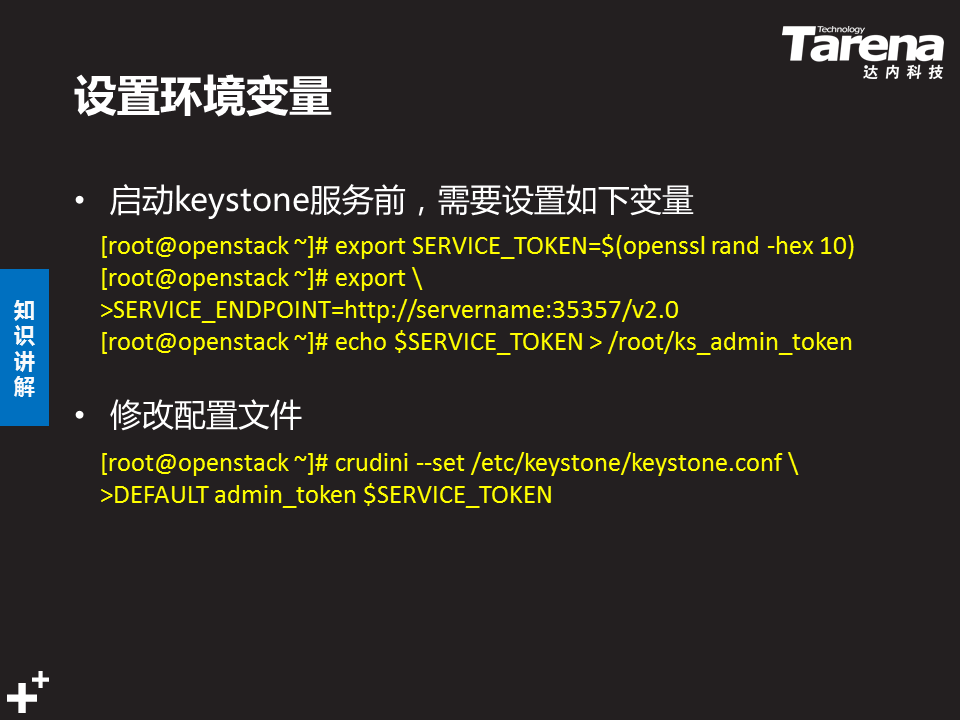 Technology
Tarena
达内科技
设置环境变量
• 启动keystone服务前，需要设置如下变量
[root@openstack ~]# export SERVICE_TOKEN=$(openssl rand -hex 10)
[root@openstack ~]# export \
>SERVICE_ENDPOINT=http://servername:35357/v2.0
[root@openstack ~]# echo $SERVICE_TOKEN > /root/ks_admin_token
知识讲解
• 修改配置文件
[root@openstack ~]# crudini --set /etc/keystone/keystone.conf \
>DEFAULT admin_token $SERVICE_TOKEN